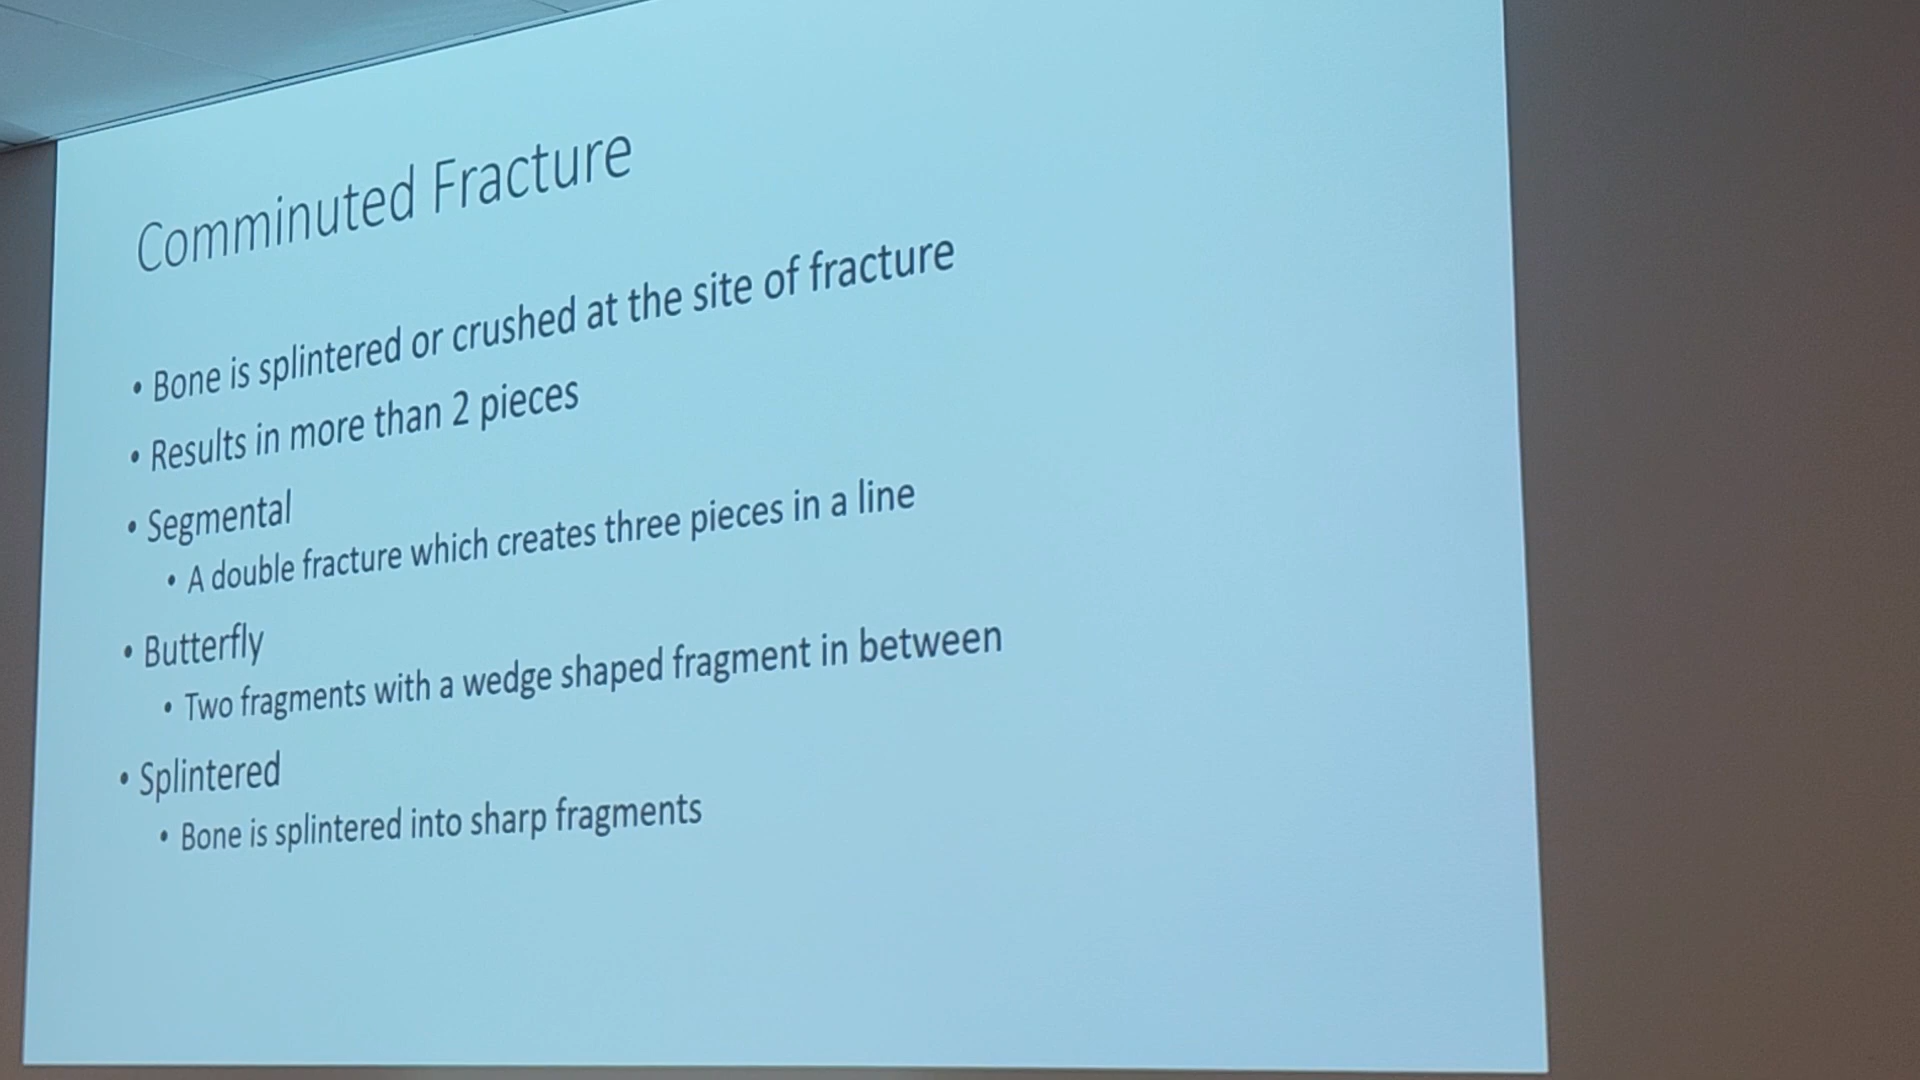 Comminuted Fracture
• Bone is splintered or crushed at the site of fracture
• Results in more than 2 pieces
• Segmental
• A double fracture which creates three pieces in a line
• Butterfly
• Two fragments with a wedge shaped fragment in between
• Splintered
• Bone is splintered into sharp fragments